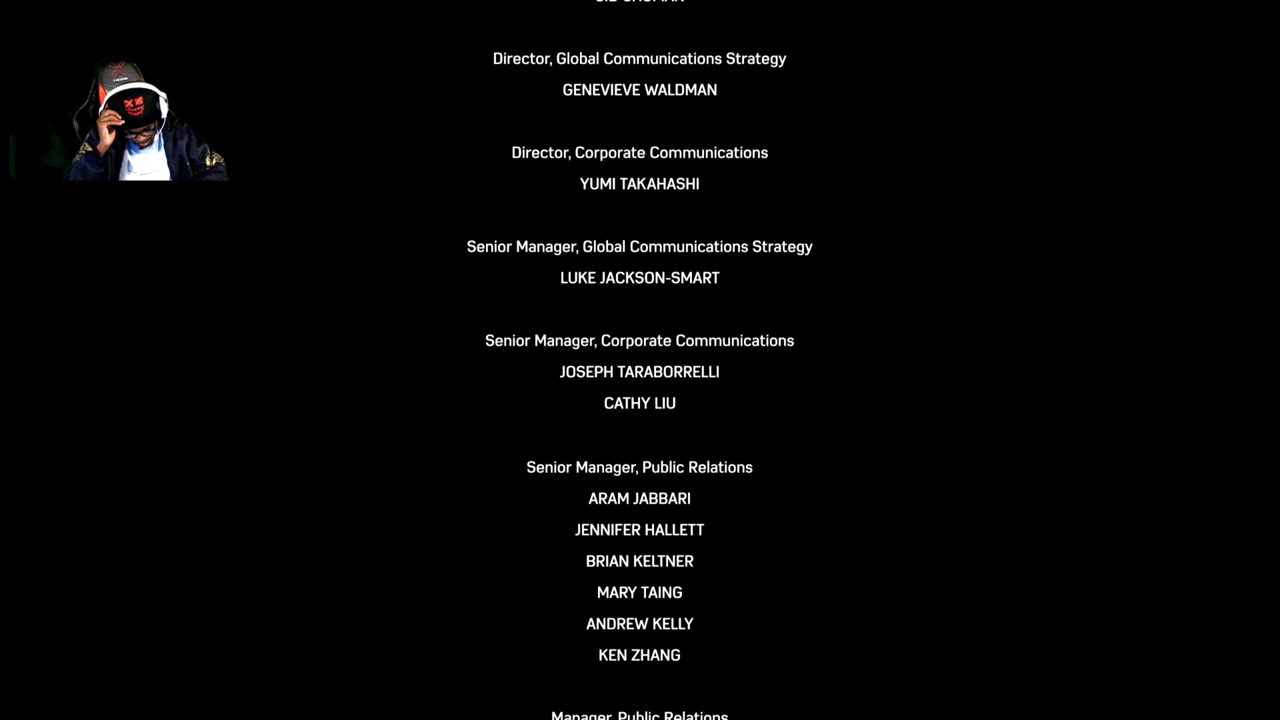 Director, Global Communications Strategy
GENEVIEVE WALDMAN
Director, Corporate Communications
YUMI TAKAHASHI
Senior Manager, Global Communications Strategy
LUKE JACKSON-SMART
Senior Manager, Corporate Communications
JOSEPH TARABORRELLI
CATHY LIU
Senior Manager, Public Relations
ARAM JABBARI
JENNIFER HALLETT
BRIAN KELTNER
MARY TAING
ANDREW KELLY
KEN ZHANG
Manager, Public Relations